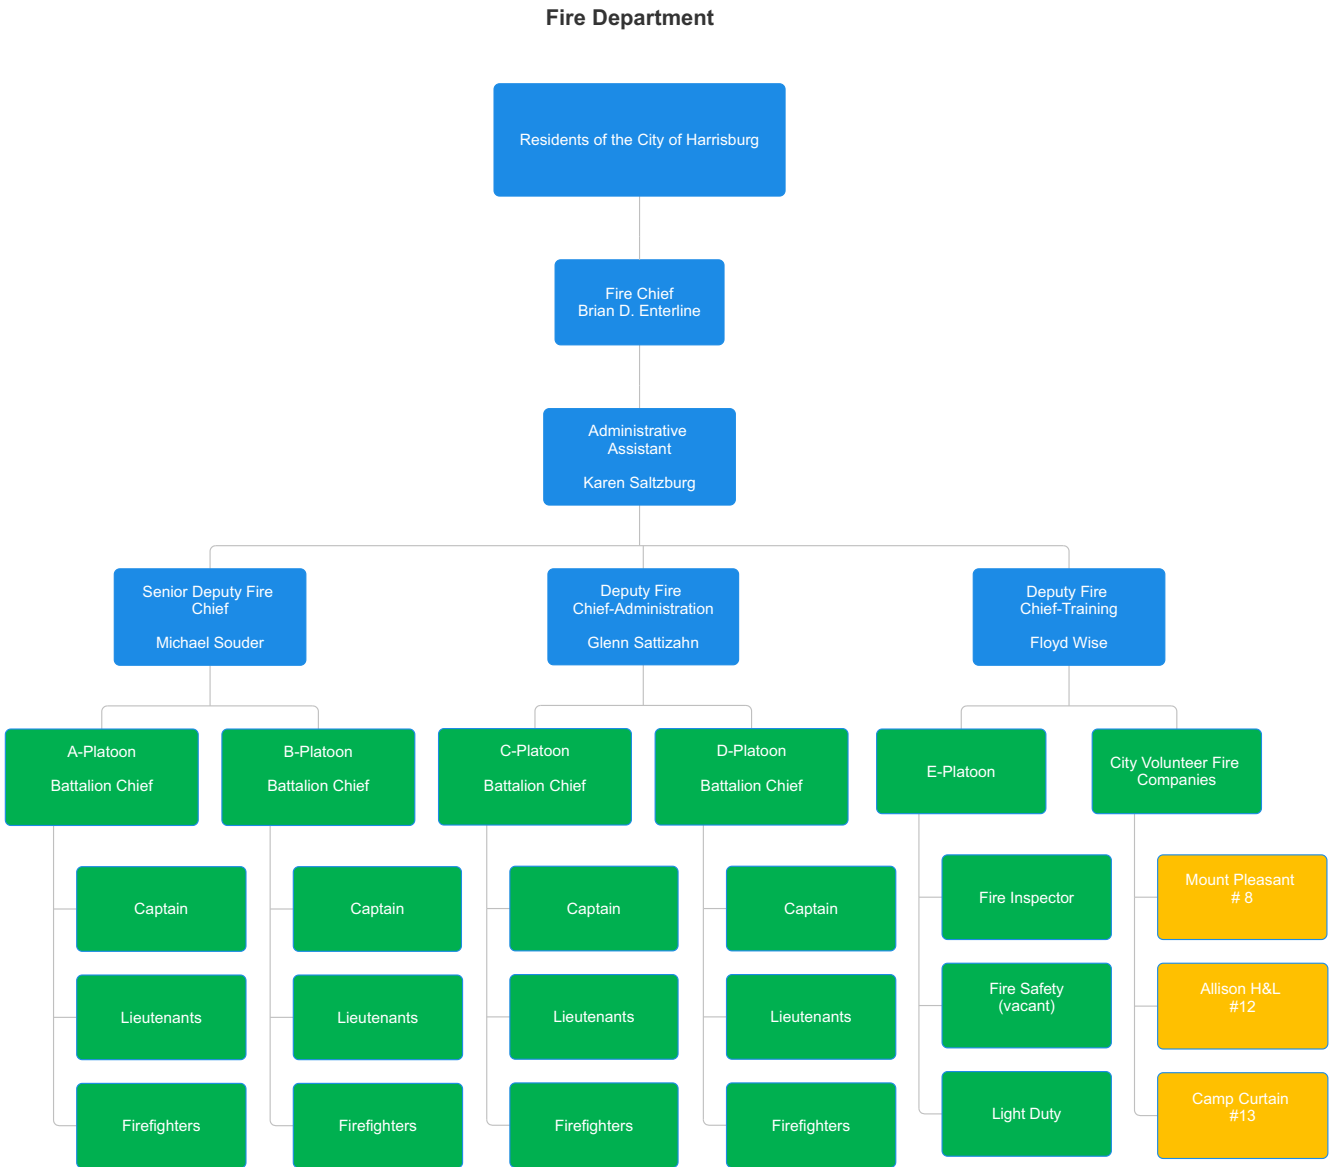 Fire Department
Residents of the City of Harrisburg
Fire Chief
Brian D. Enterline
Administrative
Assistant
Karen Saltzburg
Senior Deputy Fire
Chief
Michael Souder
Deputy Fire
Chief-Administration
Glenn Sattizahn
Deputy Fire
Chief-Training
Floyd Wise
A-Platoon
Battalion Chief
B-Platoon
Battalion Chief
C-Platoon
Battalion Chief
D-Platoon
Battalion Chief
E-Platoon
City Volunteer Fire
Companies
Captain
Captain
Captain
Captain
Fire Inspector
Mount Pleasant
# 8
Lieutenants
Lieutenants
Lieutenants
Lieutenants
Fire Safety
(vacant)
Allison H&L
#12
Firefighters
Firefighters
Firefighters
Firefighters
Light Duty
Camp Curtain
#13